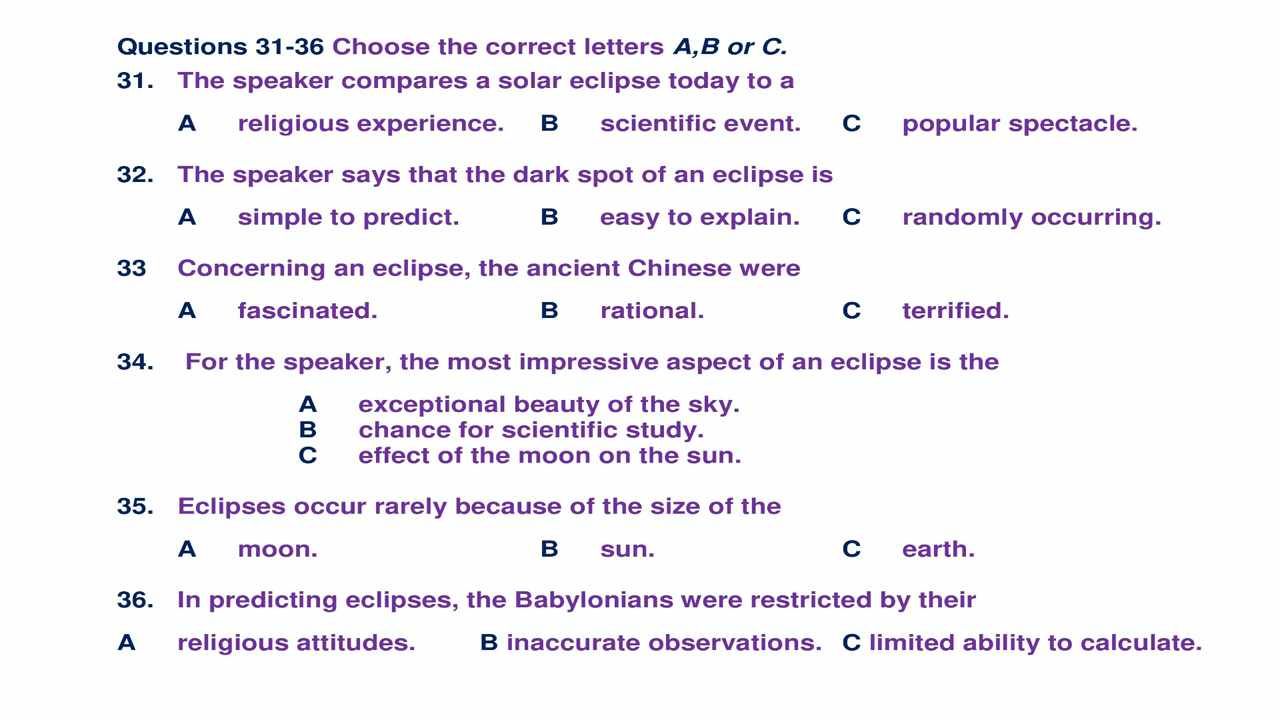 Questions 31-36 Choose the correct letters A,B or C.
31. The speaker compares a solar eclipse today to a
A religious experience. B scientific event. C popular spectacle.
32. The speaker says that the dark spot of an eclipse is
A simple to predict. B easy to explain. C randomly occurring.
33 Concerning an eclipse, the ancient Chinese were
A fascinated. B rational. C terrified.
34. For the speaker, the most impressive aspect of an eclipse is the
A exceptional beauty of the sky.
B chance for scientific study.
C effect of the moon on the sun.
35. Eclipses occur rarely because of the size of the
A moon. B sun. C earth.
36. In predicting eclipses, the Babylonians were restricted by their
A religious attitudes. B inaccurate observations. C limited ability to calculate.